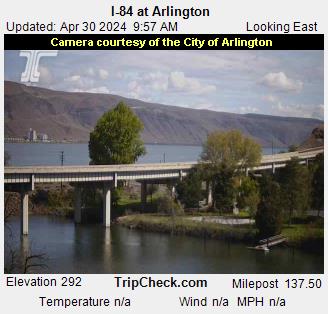 I-84 at Arlington
Updated: Apr 30 2024 9:57 AM Looking East
Camera courtesy of the City of Arlington
Elevation 292 TripCheck.com Milepost 137.50
Temperature n/a Wind n/a MPH n/a